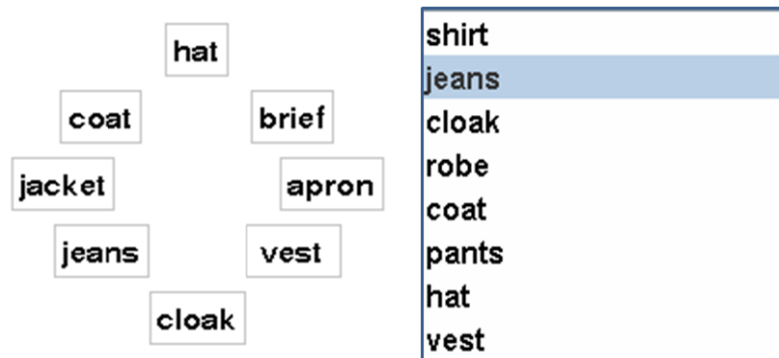 hat
coat
brief
jacket
apron
jeans
vest
cloak
shirt
jeans
cloak
robe
coat
pants
hat
vest